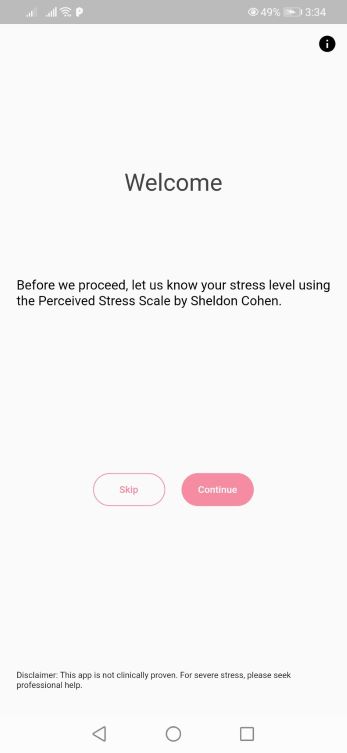 49% 3:34
Welcome
Before we proceed, let us know your stress level using
the Perceived Stress Scale by Sheldon Cohen.
Skip Continue
Disclaimer: This app is not clinically proven. For severe stress, please seek
professional help.